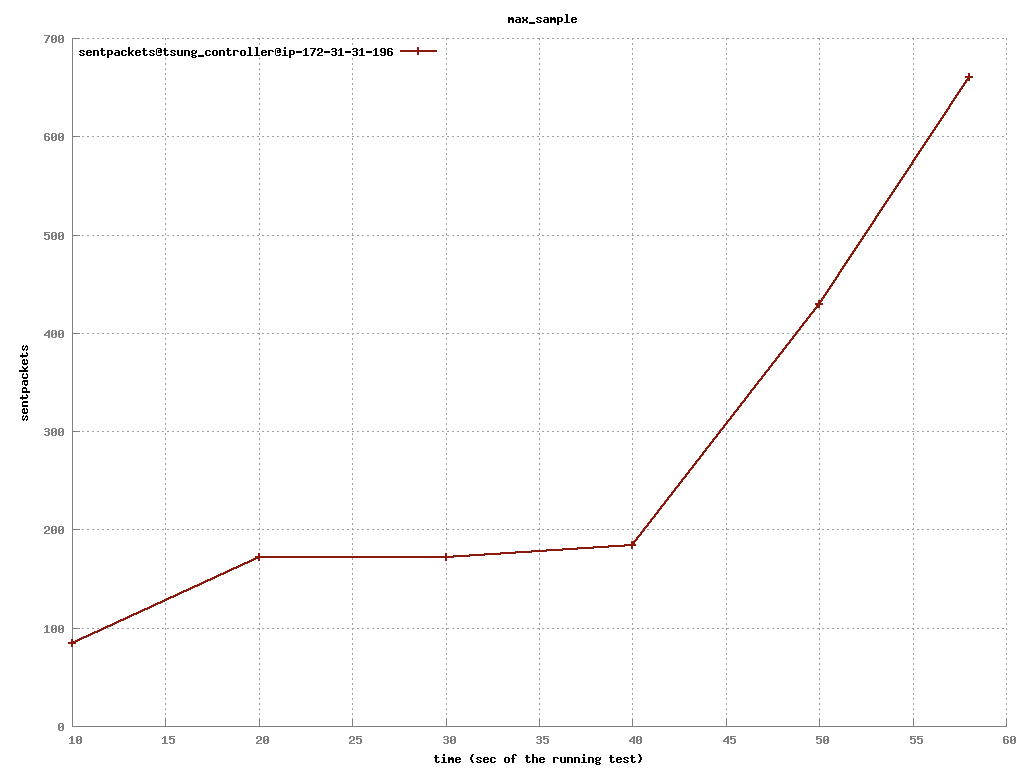 max_sample
700
sentpackets@tsung_controller@ip-172-31-31-196
600
500
400
sentpackets
300
200
100
0
10 15 20 25 30 35 40 45 50 55 60
time (sec of the running test)